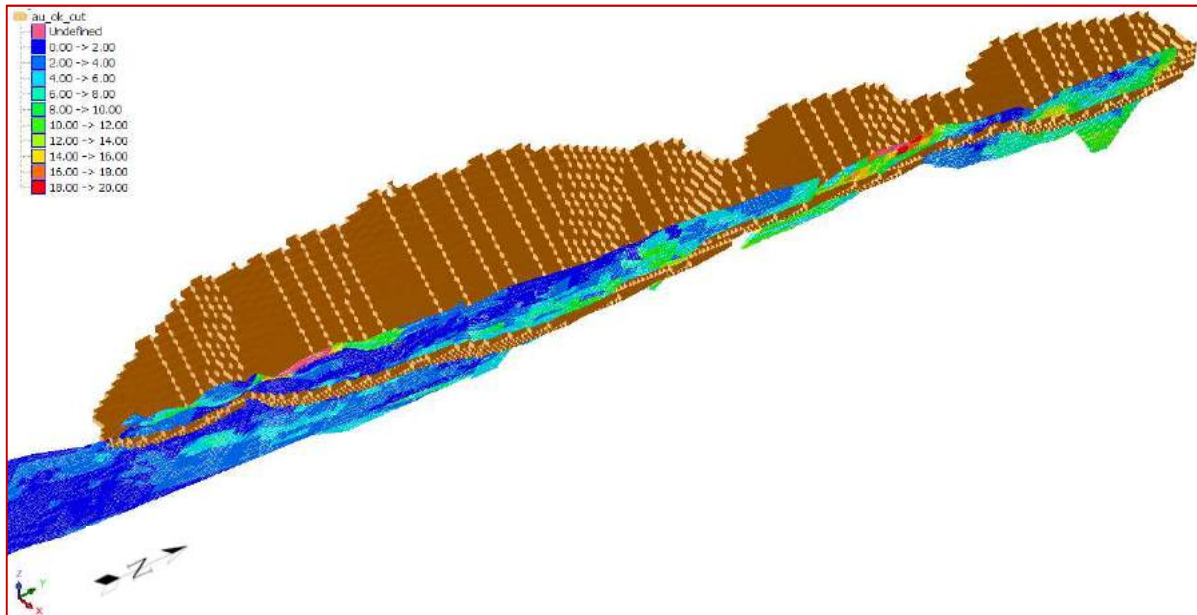 au_ok_cut
Undefined
0.00 -> 2.00
2.00 -> 4.00
4.00 -> 6.00
6.00 -> 8.00
8.00 -> 10.00
10.00 -> 12.00
12.00 -> 14.00
14.00 -> 16.00
16.00 -> 18.00
18.00 -> 20.00
N
Z
Y
X